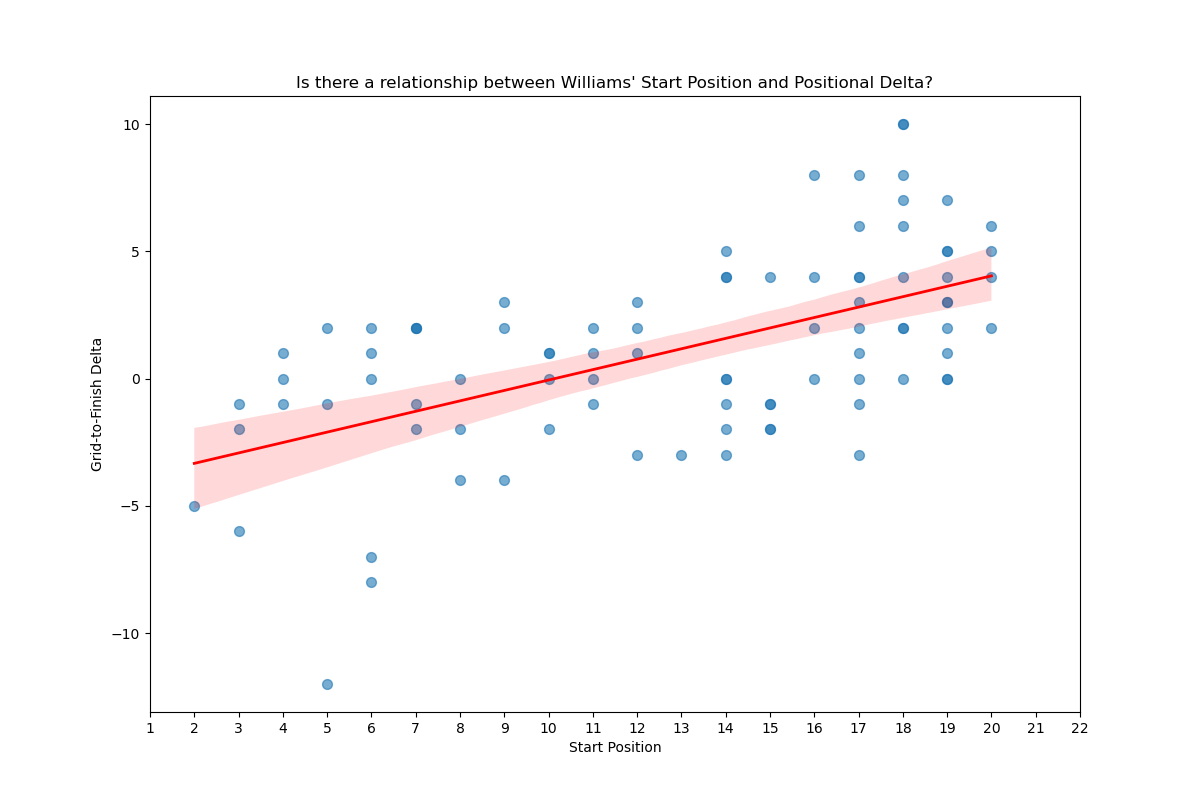 Is there a relationship between Williams' Start Position and Positional Delta?
10
5
0
−5
−10
Grid-to-Finish Delta
1 2 3 4 5 6 7 8 9 10 11 12 13 14 15 16 17 18 19 20 21 22
Start Position